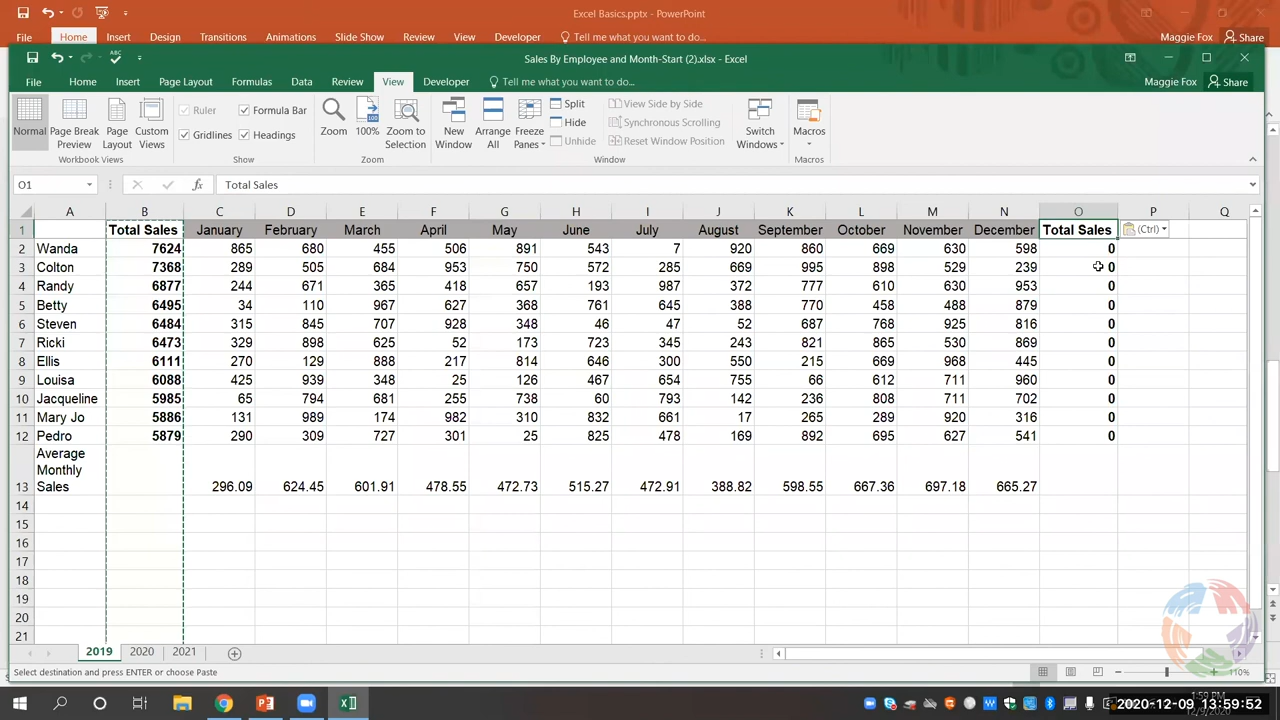 Excel Basics.pptx - PowerPoint
File Home Insert Design Transitions Animations Slide Show Review View Developer Tell me what you want to do... Maggie Fox Share
ABC
Sales By Employee and Month-Start (2).xlsx - Excel
File Home Insert Page Layout Formulas Data Review View Developer Tell me what you want to do... Maggie Fox Share
Normal Page Break Preview Page Layout Custom Views
Workbook Views
Ruler Formula Bar
Gridlines Headings
Show
Zoom 100% Zoom to Selection
Zoom
New Window Arrange All Freeze Panes
Split
Hide
Unhide
View Side by Side
Synchronous Scrolling
Reset Window Position
Switch Windows
Window
Macros
Macros
O1 fx Total Sales
A B C D E F G H I J K L M N O P Q
1 Total Sales January February March April May June July August September October November December Total Sales (Ctrl)
2 Wanda 7624 865 680 455 506 891 543 7 920 860 669 630 598 0
3 Colton 7368 289 505 684 953 750 572 285 669 995 898 529 239 0
4 Randy 6877 244 671 365 418 657 193 987 372 777 610 630 953 0
5 Betty 6495 34 110 967 627 368 761 645 388 770 458 488 879 0
6 Steven 6484 315 845 707 928 348 46 47 52 687 768 925 816 0
7 Ricki 6473 329 898 625 52 173 723 345 243 821 865 530 869 0
8 Ellis 6111 270 129 888 217 814 646 300 550 215 669 968 445 0
9 Louisa 6088 425 939 348 25 126 467 654 755 66 612 711 960 0
10 Jacqueline 5985 65 794 681 255 738 60 793 142 236 808 711 702 0
11 Mary Jo 5886 131 989 174 982 310 832 661 17 265 289 920 316 0
12 Pedro 5879 290 309 727 301 25 825 478 169 892 695 627 541 0
Average
Monthly
13 Sales 296.09 624.45 601.91 478.55 472.73 515.27 472.91 388.82 598.55 667.36 697.18 665.27
14
15
16
17
18
19
20
21
2019 2020 2021
Select destination and press ENTER or choose Paste 110%
1:59 PM
2020-12-09 13:59:52
12/9/2020